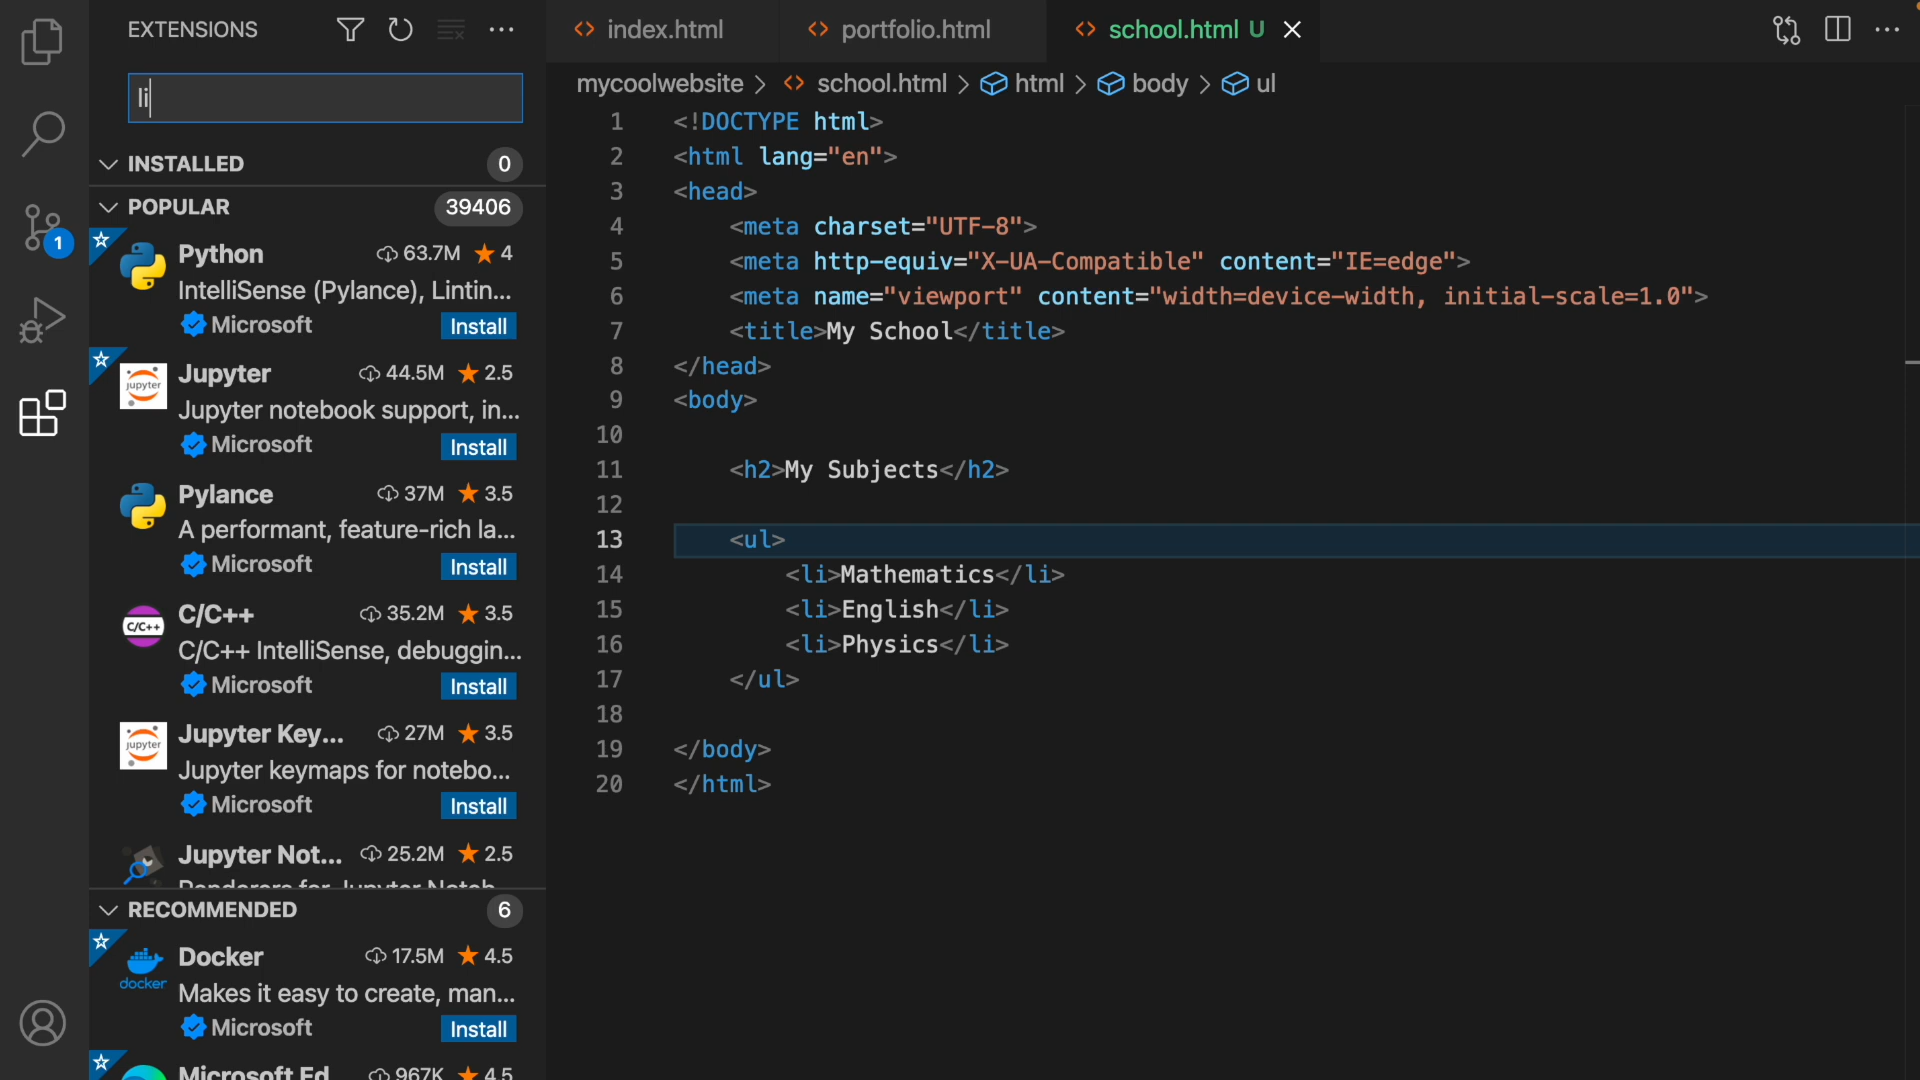 EXTENSIONS
li
INSTALLED 0
POPULAR 39406
Python 63.7M 4
IntelliSense (Pylance), Lintin...
Microsoft Install
Jupyter 44.5M 2.5
Jupyter notebook support, in...
Microsoft Install
Pylance 37M 3.5
A performant, feature-rich la...
Microsoft Install
C/C++ 35.2M 3.5
C/C++ IntelliSense, debuggin...
Microsoft Install
Jupyter Key... 27M 3.5
Jupyter keymaps for notebo...
Microsoft Install
Jupyter Not... 25.2M 2.5
Renderers for Jupyter Noteb...
RECOMMENDED 6
Docker 17.5M 4.5
Makes it easy to create, man...
Microsoft Install
Microsoft Ed... 967K 4.5
1
jupyter
jupyter
C/C++
docker
index.html portfolio.html school.html U
mycoolwebsite > school.html > html > body > ul
1 <!DOCTYPE html>
2 <html lang="en">
3 <head>
4 <meta charset="UTF-8">
5 <meta http-equiv="X-UA-Compatible" content="IE=edge">
6 <meta name="viewport" content="width=device-width, initial-scale=1.0">
7 <title>My School</title>
8 </head>
9 <body>
10
11 <h2>My Subjects</h2>
12
13 <ul>
14 <li>Mathematics</li>
15 <li>English</li>
16 <li>Physics</li>
17 </ul>
18
19 </body>
20 </html>